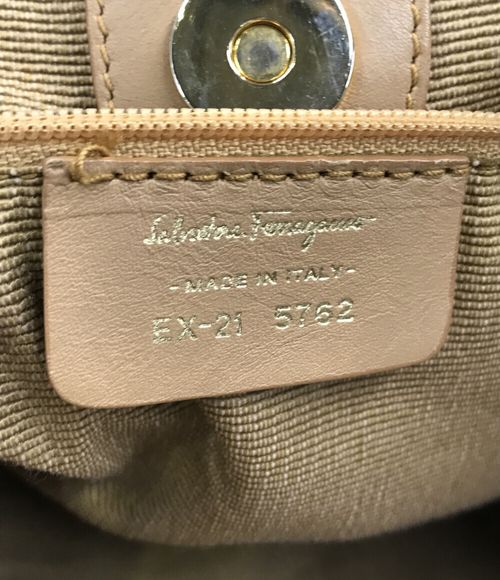 Salvatore Ferragamo
- MADE IN ITALY -
EX-21 5762